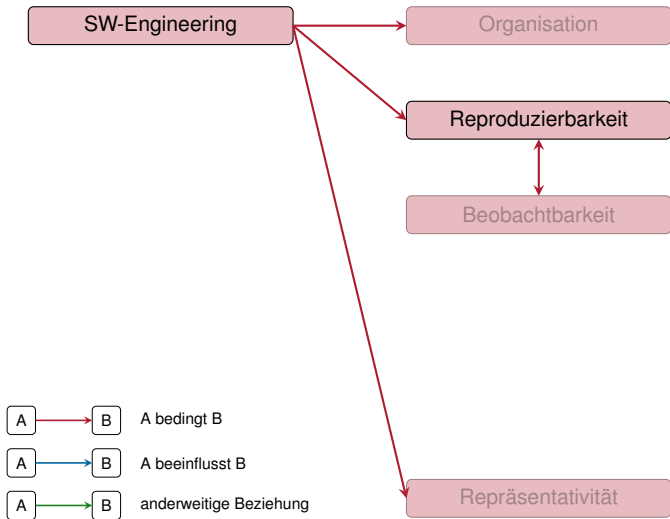 SW-Engineering
Organisation
Reproduzierbarkeit
Beobachtbarkeit
A B A bedingt B
A B A beeinflusst B
A B anderweitige Beziehung
Repräsentativität